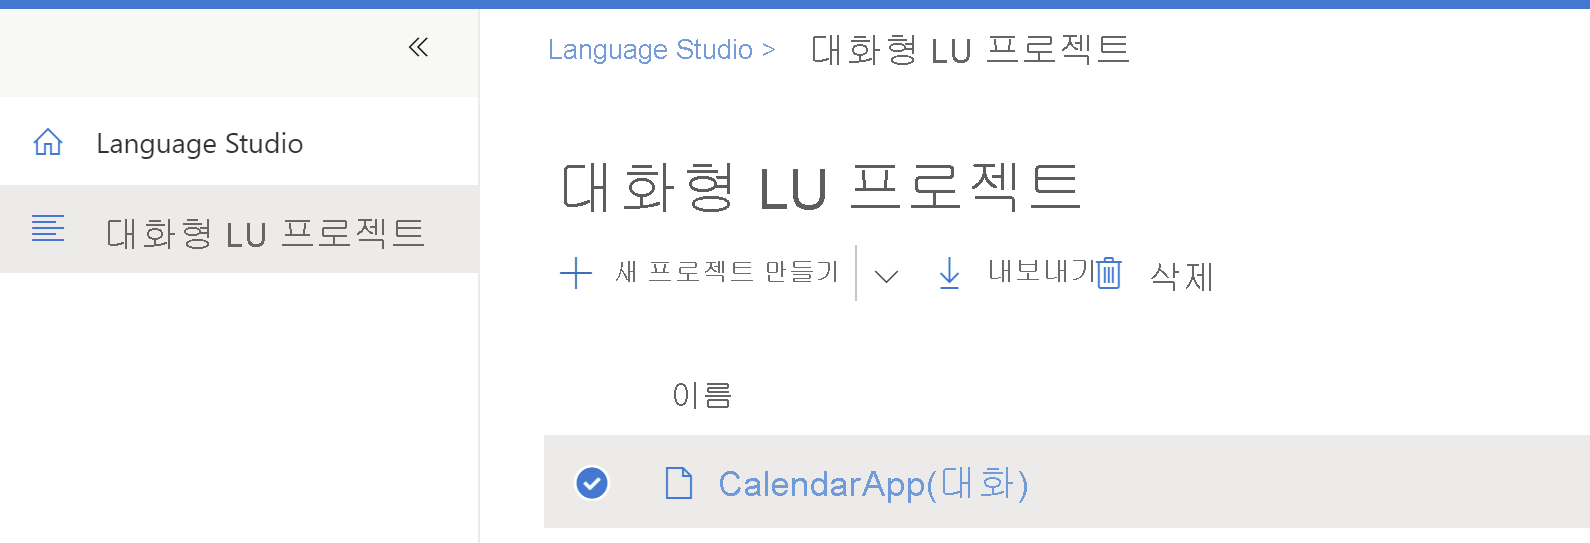 Language Studio
대화형 LU 프로젝트
Language Studio > 대화형 LU 프로젝트
대화형 LU 프로젝트
새 프로젝트 만들기 내보내기 삭제
이름
CalendarApp(대화)